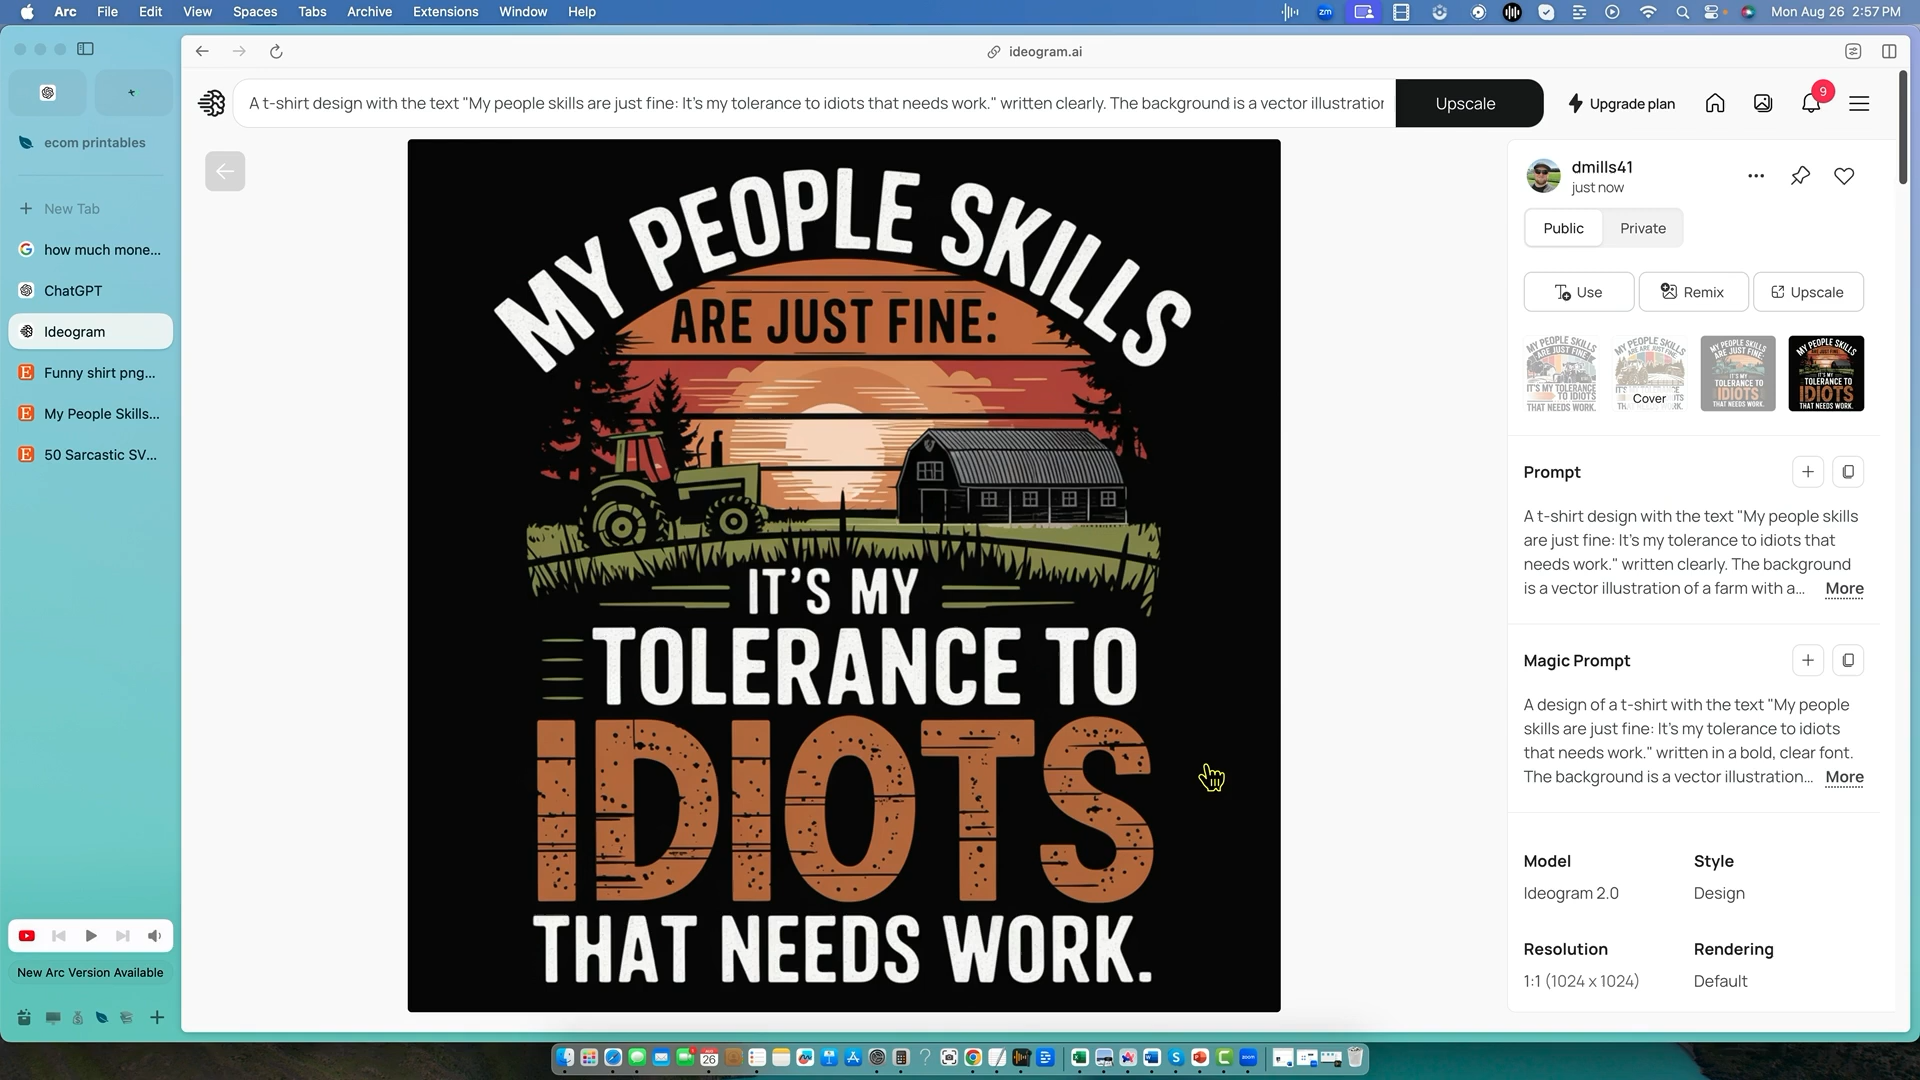 Arc File Edit View Spaces Tabs Archive Extensions Window Help
zm
Mon Aug 26 2:57 PM
ideogram.ai
A t-shirt design with the text "My people skills are just fine: It's my tolerance to idiots that needs work." written clearly. The background is a vector illustration
Upscale
Upgrade plan
9
ecom printables
New Tab
how much mone...
ChatGPT
Ideogram
Funny shirt png...
My People Skills...
50 Sarcastic SV...
New Arc Version Available
MY PEOPLE SKILLS
ARE JUST FINE:
IT'S MY
TOLERANCE TO
IDIOTS
THAT NEEDS WORK.
dmills41
just now
Public Private
Use Remix Upscale
Cover
Prompt
A t-shirt design with the text "My people skills
are just fine: It's my tolerance to idiots that
needs work." written clearly. The background
is a vector illustration of a farm with a... More
Magic Prompt
A design of a t-shirt with the text "My people
skills are just fine: It's my tolerance to idiots
that needs work." written in a bold, clear font.
The background is a vector illustration... More
Model Style
Ideogram 2.0 Design
Resolution Rendering
1:1 (1024 x 1024) Default